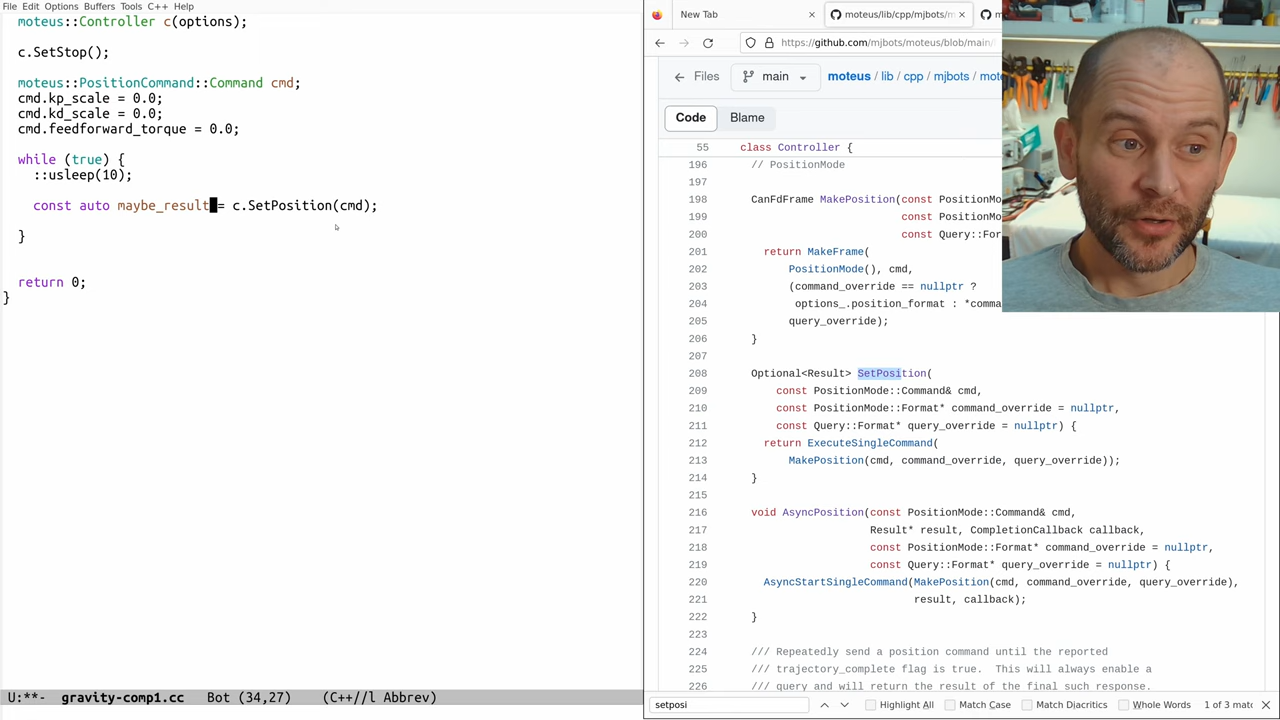 File Edit Options Buffers Tools C++ Help
moteus::Controller c(options);
c.SetStop();
moteus::PositionCommand::Command cmd;
cmd.kp_scale = 0.0;
cmd.kd_scale = 0.0;
cmd.feedforward_torque = 0.0;
while (true) {
::usleep(10);
const auto maybe_result = c.SetPosition(cmd);
}
return 0;
}
U:**- gravity-comp1.cc Bot (34,27) (C++//l Abbrev)
New Tab
moteus/lib/cpp/mjbots/m
https://github.com/mjbots/moteus/blob/main/
Files
main
moteus / lib / cpp / mjbots /
Code
Blame
55 class Controller {
196 // PositionMode
197
198 CanFdFrame MakePosition(const PositionMo
199 const PositionMo
200 const Query::For
201 return MakeFrame(
202 PositionMode(), cmd,
203 (command_override == nullptr ?
204 options_.position_format : *comma
205 query_override);
206 }
207
208 Optional<Result> SetPosition(
209 const PositionMode::Command& cmd,
210 const PositionMode::Format* command_override = nullptr,
211 const Query::Format* query_override = nullptr) {
212 return ExecuteSingleCommand(
213 MakePosition(cmd, command_override, query_override));
214 }
215
216 void AsyncPosition(const PositionMode::Command& cmd,
217 Result* result, CompletionCallback callback,
218 const PositionMode::Format* command_override = nullptr,
219 const Query::Format* query_override = nullptr) {
220 AsyncStartSingleCommand(MakePosition(cmd, command_override, query_override),
221 result, callback);
222 }
223
224 /// Repeatedly send a position command until the reported
225 /// trajectory_complete flag is true. This will always enable a
226 /// query and will return the result of the final such response.
setposi
Highlight All
Match Case
Match Diacritics
Whole Words
1 of 3 matc